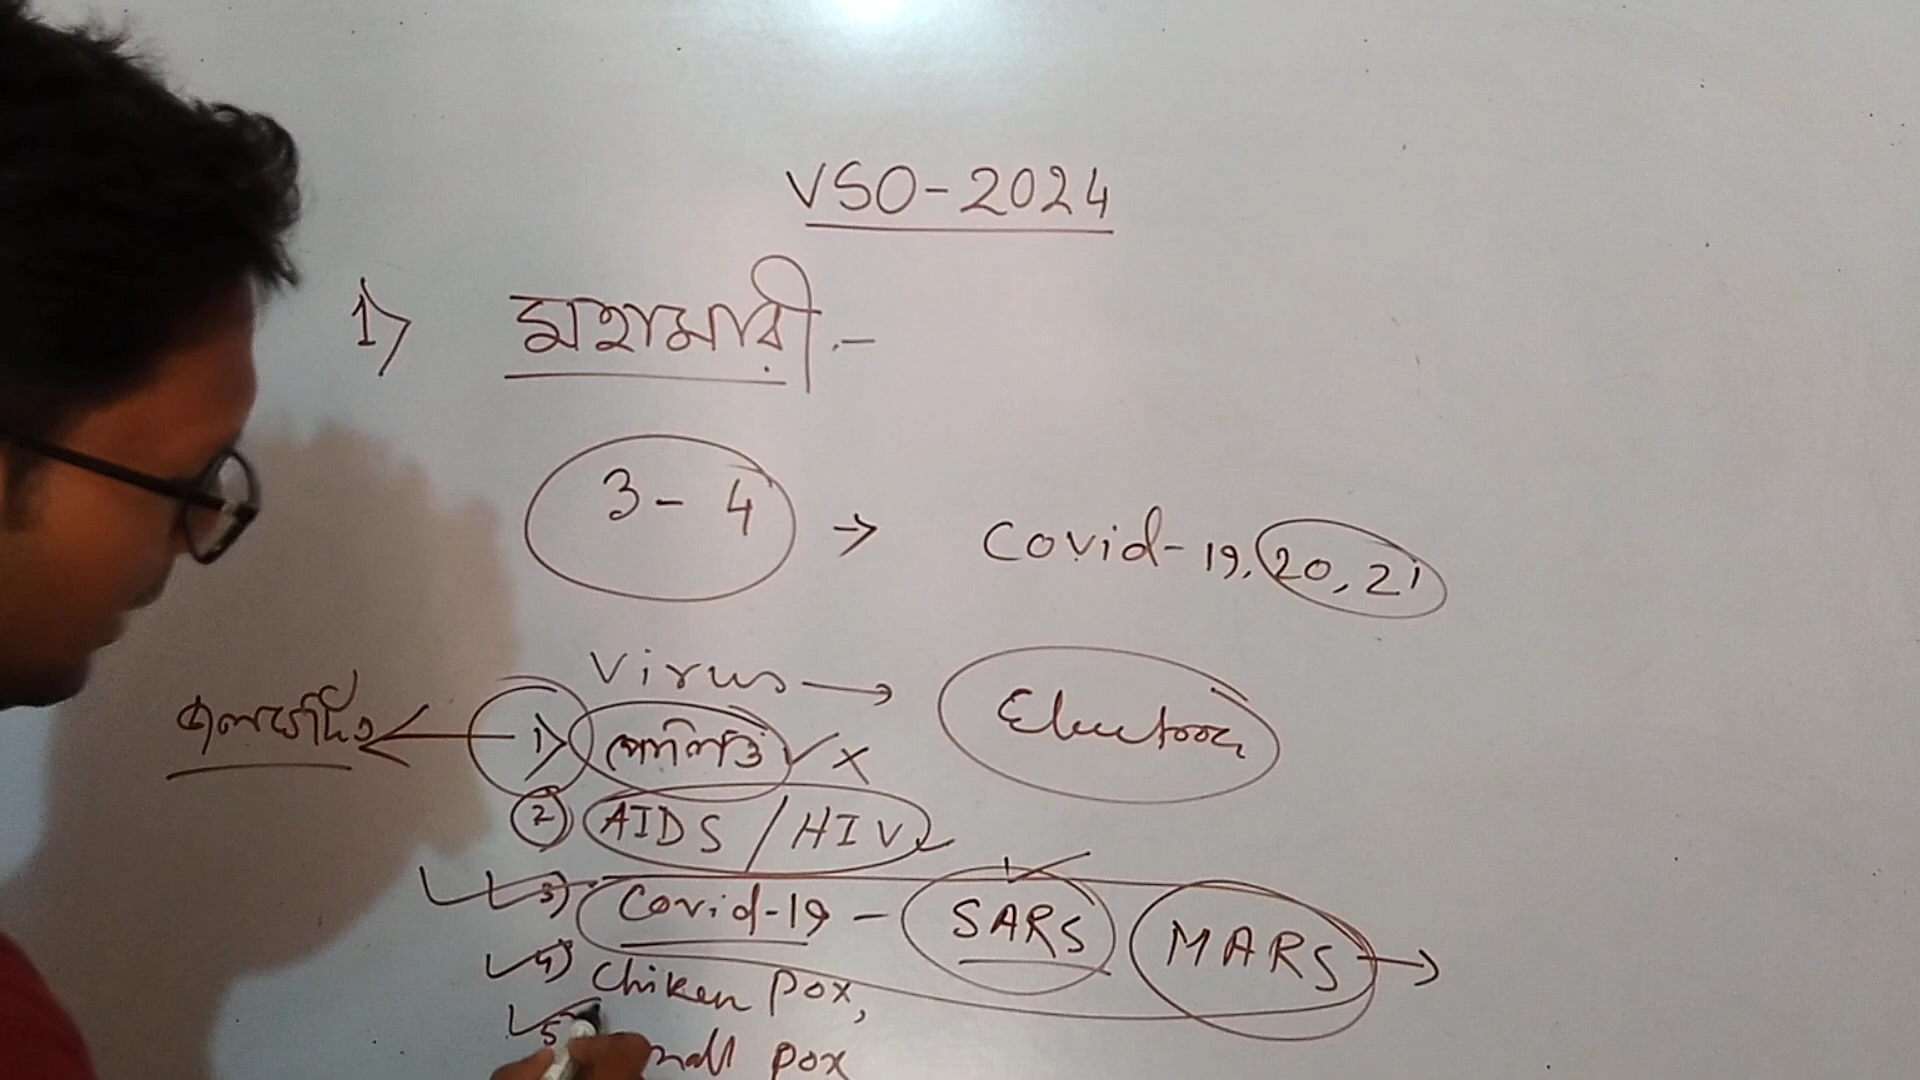 VSO-2024
1) মহামারী :-
3 - 4 → Covid-19, 20, 21
Virus → Electron
1) পোলিও ✓ ×
2) AIDS / HIV
3) Covid-19 - SARS MARS →
4) Chiken Pox,
5 mall pox